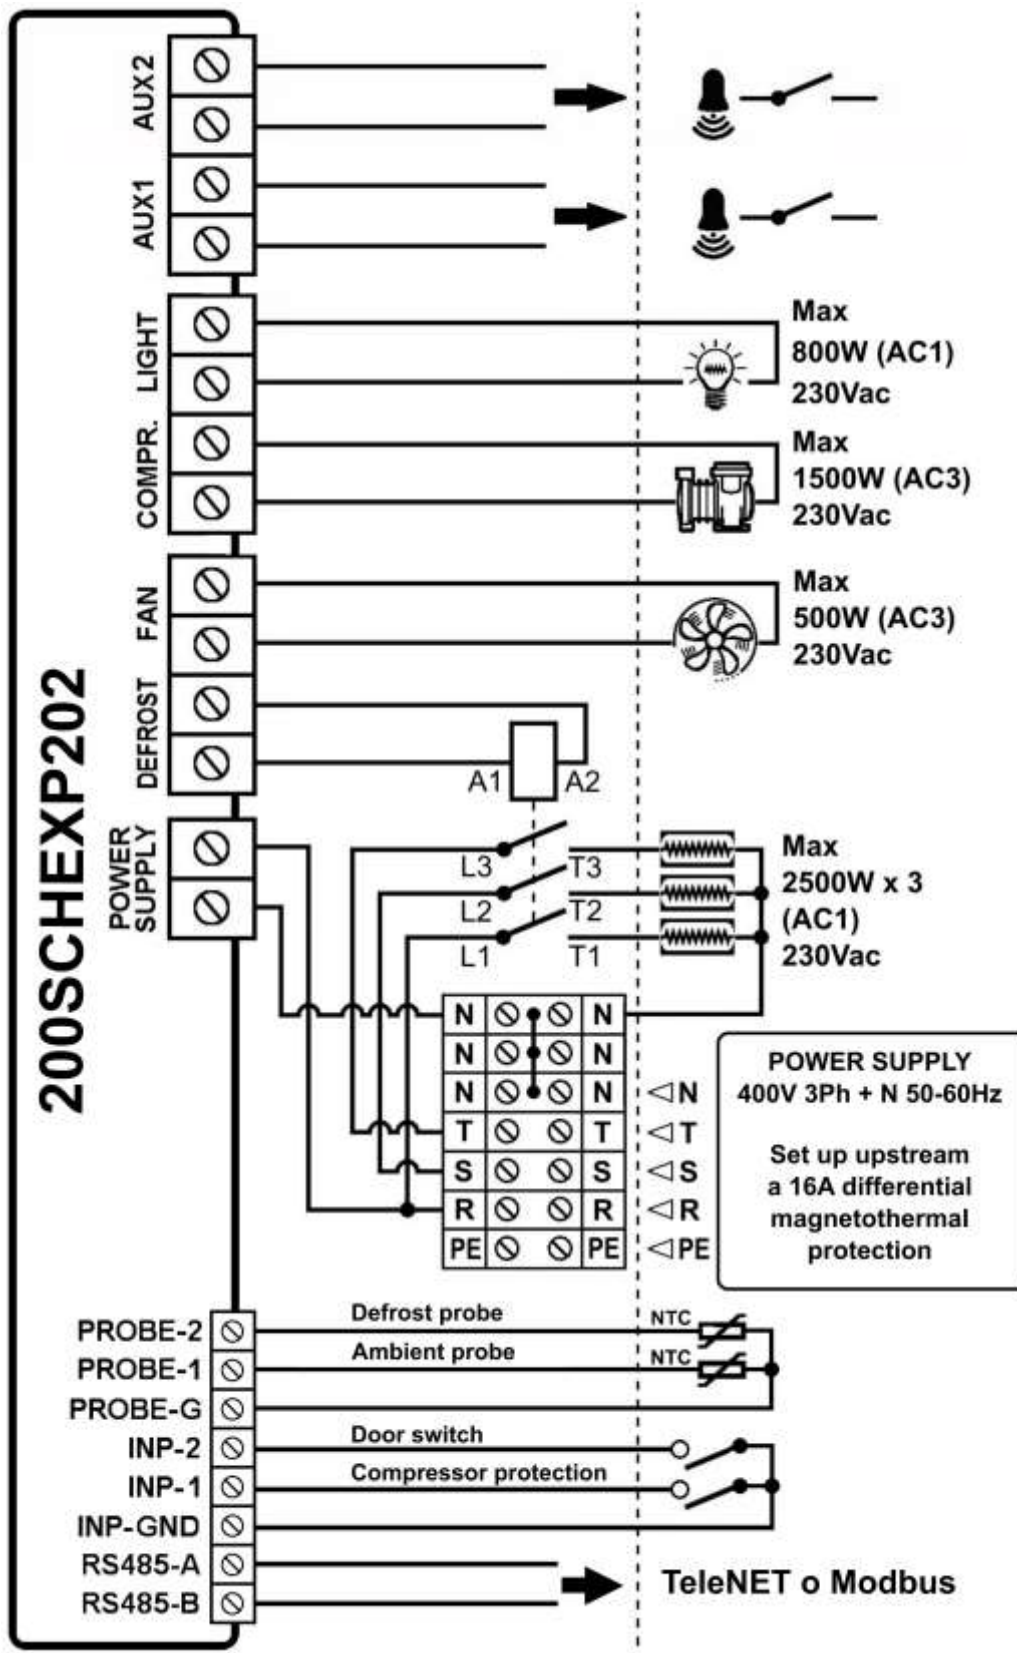 200SCHEXP202
AUX2
AUX1
LIGHT
Max
800W (AC1)
230Vac
COMPR.
Max
1500W (AC3)
230Vac
FAN
Max
500W (AC3)
230Vac
DEFROST
A1 A2
POWER
SUPPLY
L3 T3
L2 T2
L1 T1
Max
2500W x 3
(AC1)
230Vac
N N
N N
N N N
T T T
S S S
R R R
PE PE PE
POWER SUPPLY
400V 3Ph + N 50-60Hz
Set up upstream
a 16A differential
magnetothermal
protection
PROBE-2 Defrost probe NTC
PROBE-1 Ambient probe NTC
PROBE-G
INP-2 Door switch
INP-1 Compressor protection
INP-GND
RS485-A
RS485-B
TeleNET o Modbus